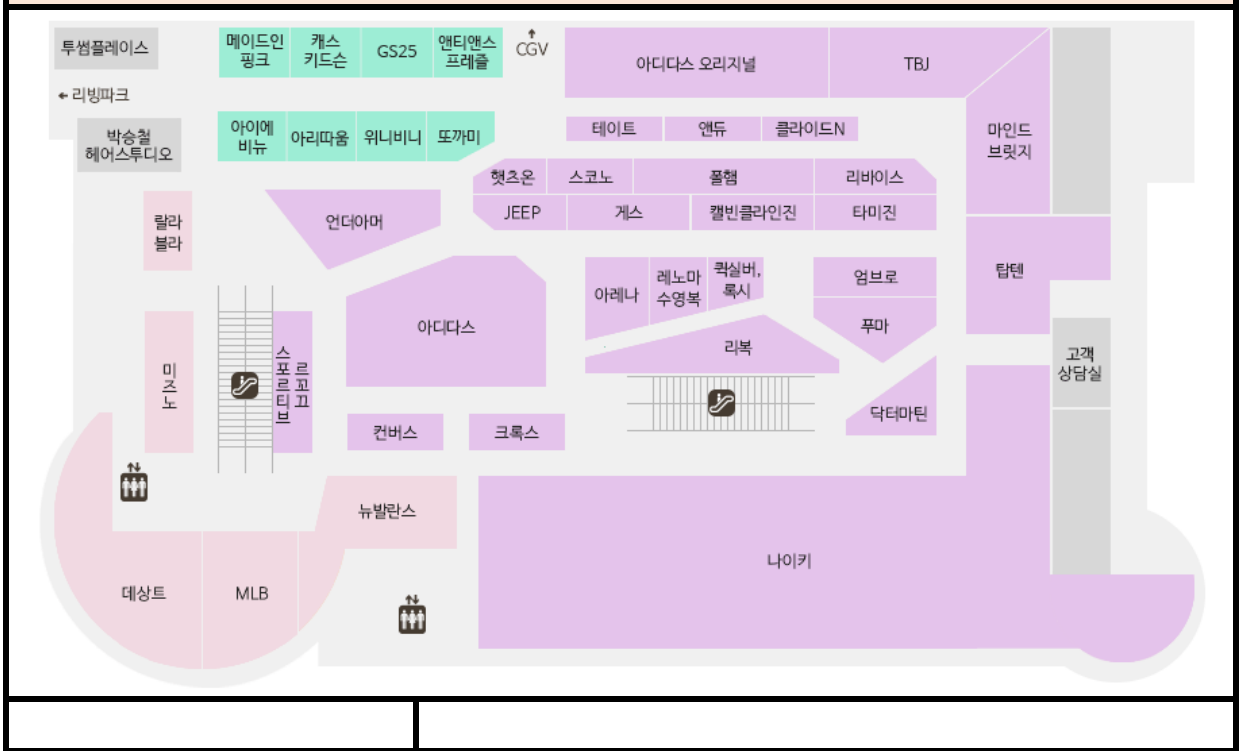 투썸플레이스
메이드인
핑크
캐스
키드슨
GS25
앤티앤스
프레즐
CGV
아디다스 오리지널
TBJ
리빙파크
박승철
헤어스투디오
아이에
비뉴
아리따움
위니비니
또까미
테이트
앤듀
클라이드N
마인드
브릿지
햇츠온
스코노
폴햄
리바이스
JEEP
게스
캘빈클라인진
타미진
랄라
블라
언더아머
아레나
레노마
수영복
퀵실버,
록시
엄브로
탑텐
아디다스
푸마
리복
미즈노
르꼬끄
스포르티브
고객
상담실
닥터마틴
컨버스
크록스
뉴발란스
나이키
데상트
MLB